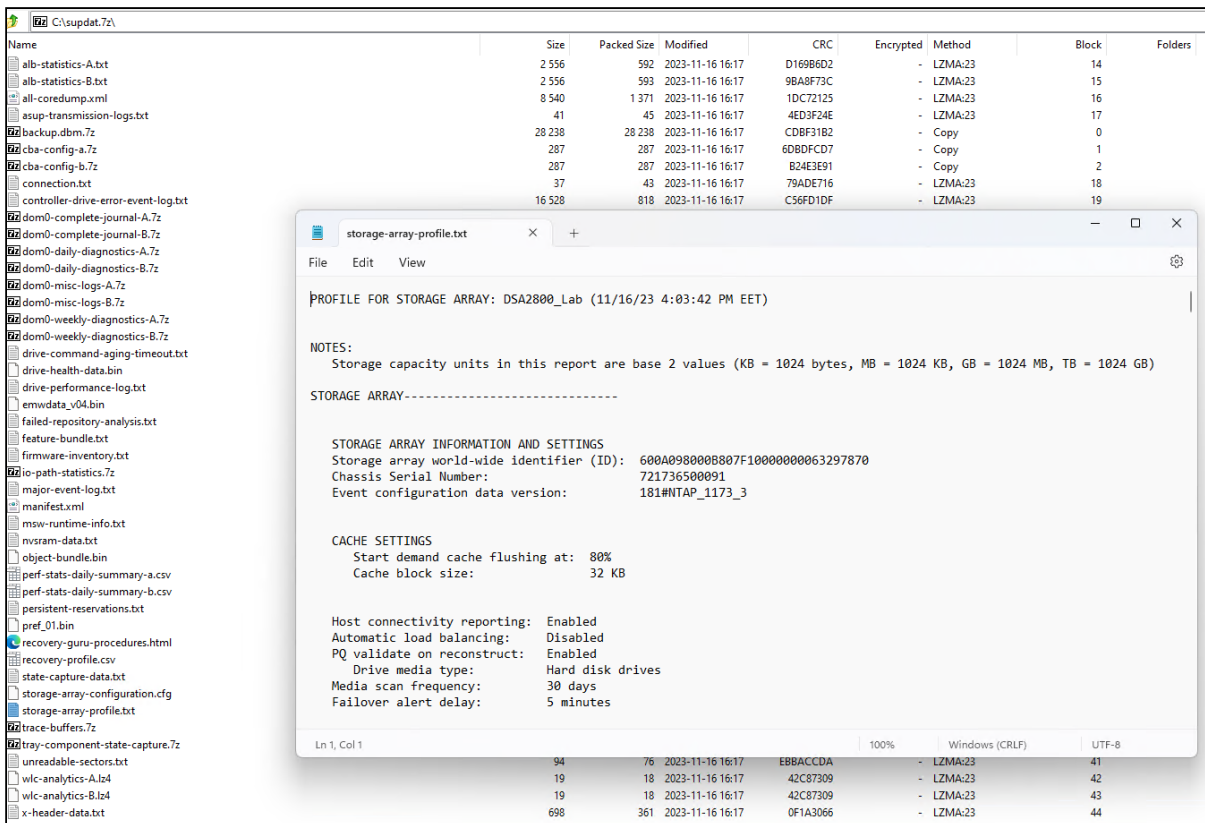 C:\supdat.7z\
Name Size Packed Size Modified CRC Encrypted Method Block Folders
alb-statistics-A.txt 2 556 592 2023-11-16 16:17 D169B6D2 - LZMA:23 14
alb-statistics-B.txt 2 556 593 2023-11-16 16:17 9BA8F73C - LZMA:23 15
all-coredump.xml 8 540 1 371 2023-11-16 16:17 1DC72125 - LZMA:23 16
asup-transmission-logs.txt 41 45 2023-11-16 16:17 4ED3F24E - LZMA:23 17
backup.dbm.7z 28 238 28 238 2023-11-16 16:17 CDBF31B2 - Copy 0
cba-config-a.7z 287 287 2023-11-16 16:17 6DBDFCD7 - Copy 1
cba-config-b.7z 287 287 2023-11-16 16:17 B24E3E91 - Copy 2
connection.txt 37 43 2023-11-16 16:17 79ADE716 - LZMA:23 18
controller-drive-error-event-log.txt 16 528 818 2023-11-16 16:17 C56FD1DF - LZMA:23 19
dom0-complete-journal-A.7z
dom0-complete-journal-B.7z
dom0-daily-diagnostics-A.7z
dom0-daily-diagnostics-B.7z
dom0-misc-logs-A.7z
dom0-misc-logs-B.7z
dom0-weekly-diagnostics-A.7z
dom0-weekly-diagnostics-B.7z
drive-command-aging-timeout.txt
drive-health-data.bin
drive-performance-log.txt
emwdata_v04.bin
failed-repository-analysis.txt
feature-bundle.txt
firmware-inventory.txt
io-path-statistics.7z
major-event-log.txt
manifest.xml
msw-runtime-info.txt
nvsram-data.txt
object-bundle.bin
perf-stats-daily-summary-a.csv
perf-stats-daily-summary-b.csv
persistent-reservations.txt
pref_01.bin
recovery-guru-procedures.html
recovery-profile.csv
state-capture-data.txt
storage-array-configuration.cfg
storage-array-profile.txt
trace-buffers.7z
tray-component-state-capture.7z
unreadable-sectors.txt 94 76 2023-11-16 16:17 EBBACCDA - LZMA:23 41
wlc-analytics-A.lz4 19 18 2023-11-16 16:17 42C87309 - LZMA:23 42
wlc-analytics-B.lz4 19 18 2023-11-16 16:17 42C87309 - LZMA:23 43
x-header-data.txt 698 361 2023-11-16 16:17 0F1A3066 - LZMA:23 44
storage-array-profile.txt
File Edit View
PROFILE FOR STORAGE ARRAY: DSA2800_Lab (11/16/23 4:03:42 PM EET)
NOTES:
Storage capacity units in this report are base 2 values (KB = 1024 bytes, MB = 1024 KB, GB = 1024 MB, TB = 1024 GB)
STORAGE ARRAY------------------------------
STORAGE ARRAY INFORMATION AND SETTINGS
Storage array world-wide identifier (ID): 600A098000B807F10000000063297870
Chassis Serial Number: 721736500091
Event configuration data version: 181#NTAP_1173_3
CACHE SETTINGS
Start demand cache flushing at: 80%
Cache block size: 32 KB
Host connectivity reporting: Enabled
Automatic load balancing: Disabled
PQ validate on reconstruct: Enabled
Drive media type: Hard disk drives
Media scan frequency: 30 days
Failover alert delay: 5 minutes
Ln 1, Col 1 100% Windows (CRLF) UTF-8